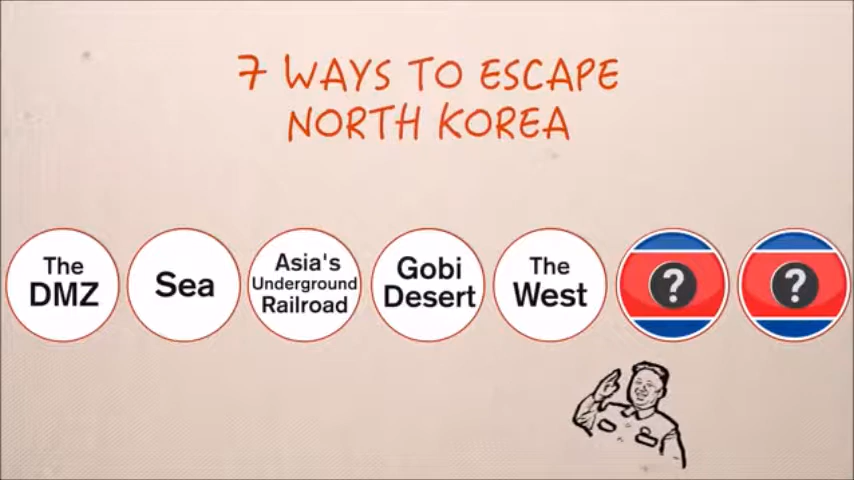 7 WAYS TO ESCAPE
NORTH KOREA
The
DMZ
Sea
Asia's
Underground
Railroad
Gobi
Desert
The
West
?
?